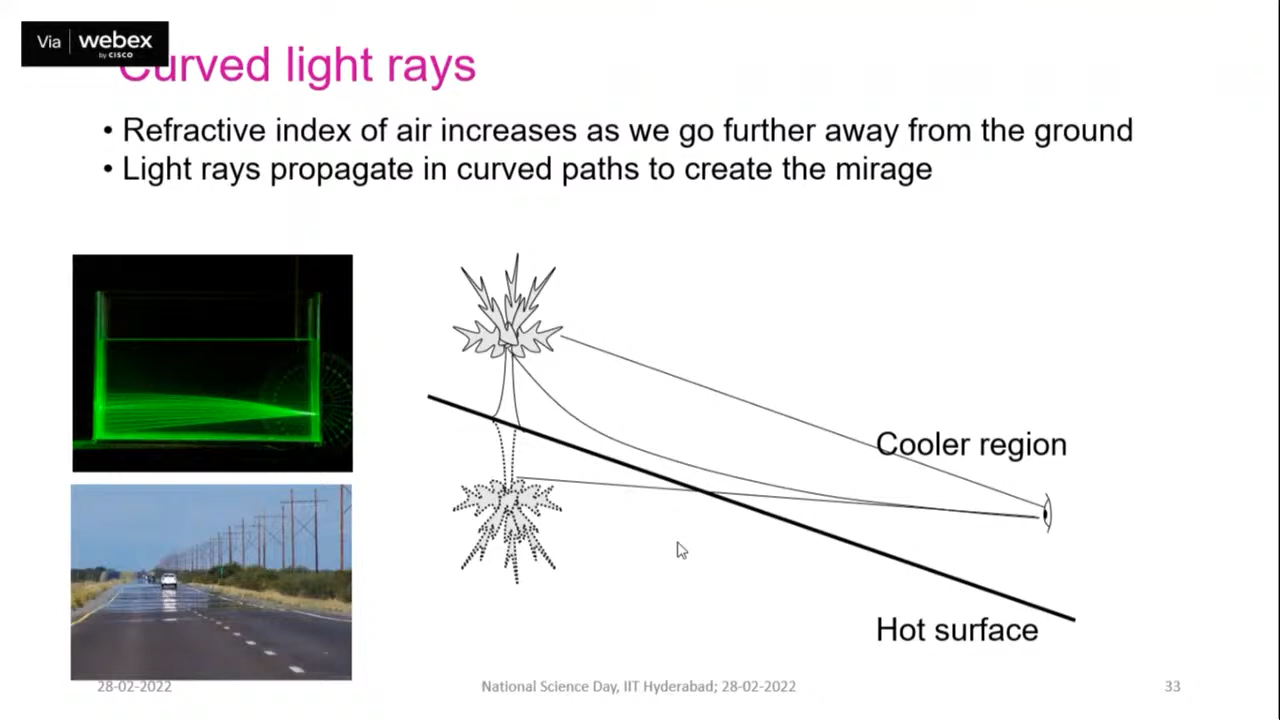 Via webex
by CISCO
Curved light rays
• Refractive index of air increases as we go further away from the ground
• Light rays propagate in curved paths to create the mirage
Cooler region
Hot surface
28-02-2022
National Science Day, IIT Hyderabad; 28-02-2022
33